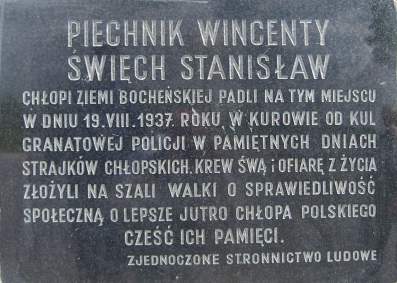 PIECHNIK WINCENTY
ŚWIĘCH STANISŁAW
CHŁOPI ZIEMI BOCHEŃSKIEJ PADLI NA TYM MIEJSCU
W DNIU 19.VIII.1937. ROKU, W KUROWIE OD KUL
GRANATOWEJ POLICJI W PAMIĘTNYCH DNIACH
STRAJKÓW CHŁOPSKICH. KREW SWĄ i OFIARĘ Z ŻYCIA
ZŁOŻYLI NA SZALI WALKI O SPRAWIEDLIWOŚĆ
SPOŁECZNĄ O LEPSZE JUTRO CHŁOPA POLSKIEGO
CZEŚĆ ICH PAMIĘCI.
ZJEDNOCZONE STRONNICTWO LUDOWE